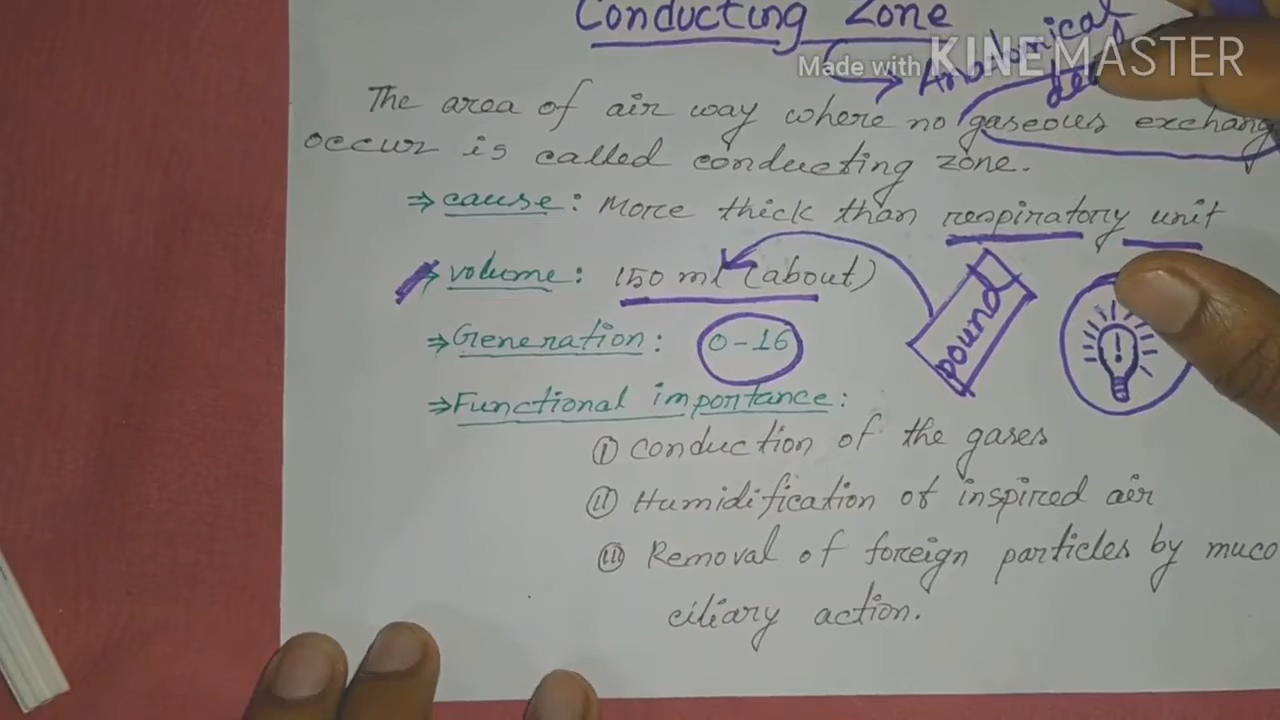 Conducting Zone
Made with KINEMASTER
Anatomical
The area of air way where no gaseous exchang
occur is called conducting zone.
⇒ cause: More thick than respiratory unit
⇒ volume: 150 ml (about)
pound
⇒ Generation: 0-16
⇒ Functional importance:
(i) Conduction of the gases
(ii) Humidification of inspired air
(iii) Removal of foreign particles by muco
ciliary action.